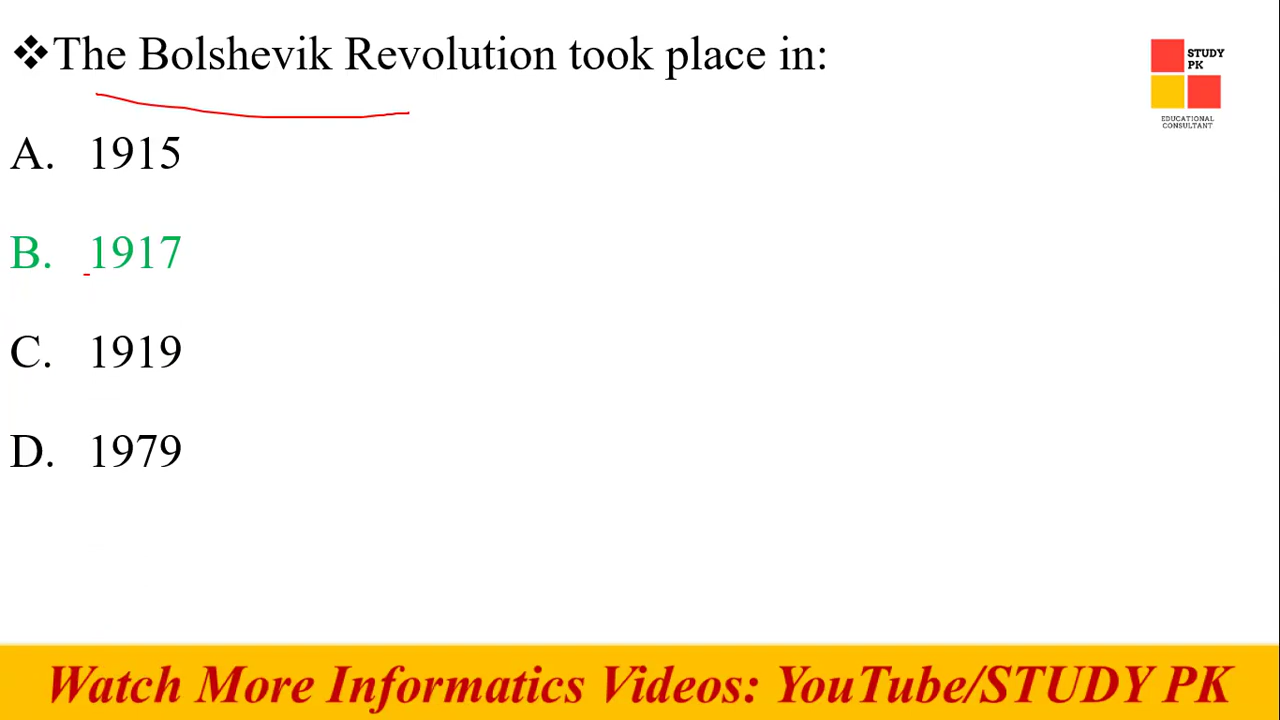 ❖The Bolshevik Revolution took place in:
STUDY
PK
EDUCATIONAL
CONSULTANT
A. 1915
B. 1917
C. 1919
D. 1979
Watch More Informatics Videos: YouTube/STUDY PK